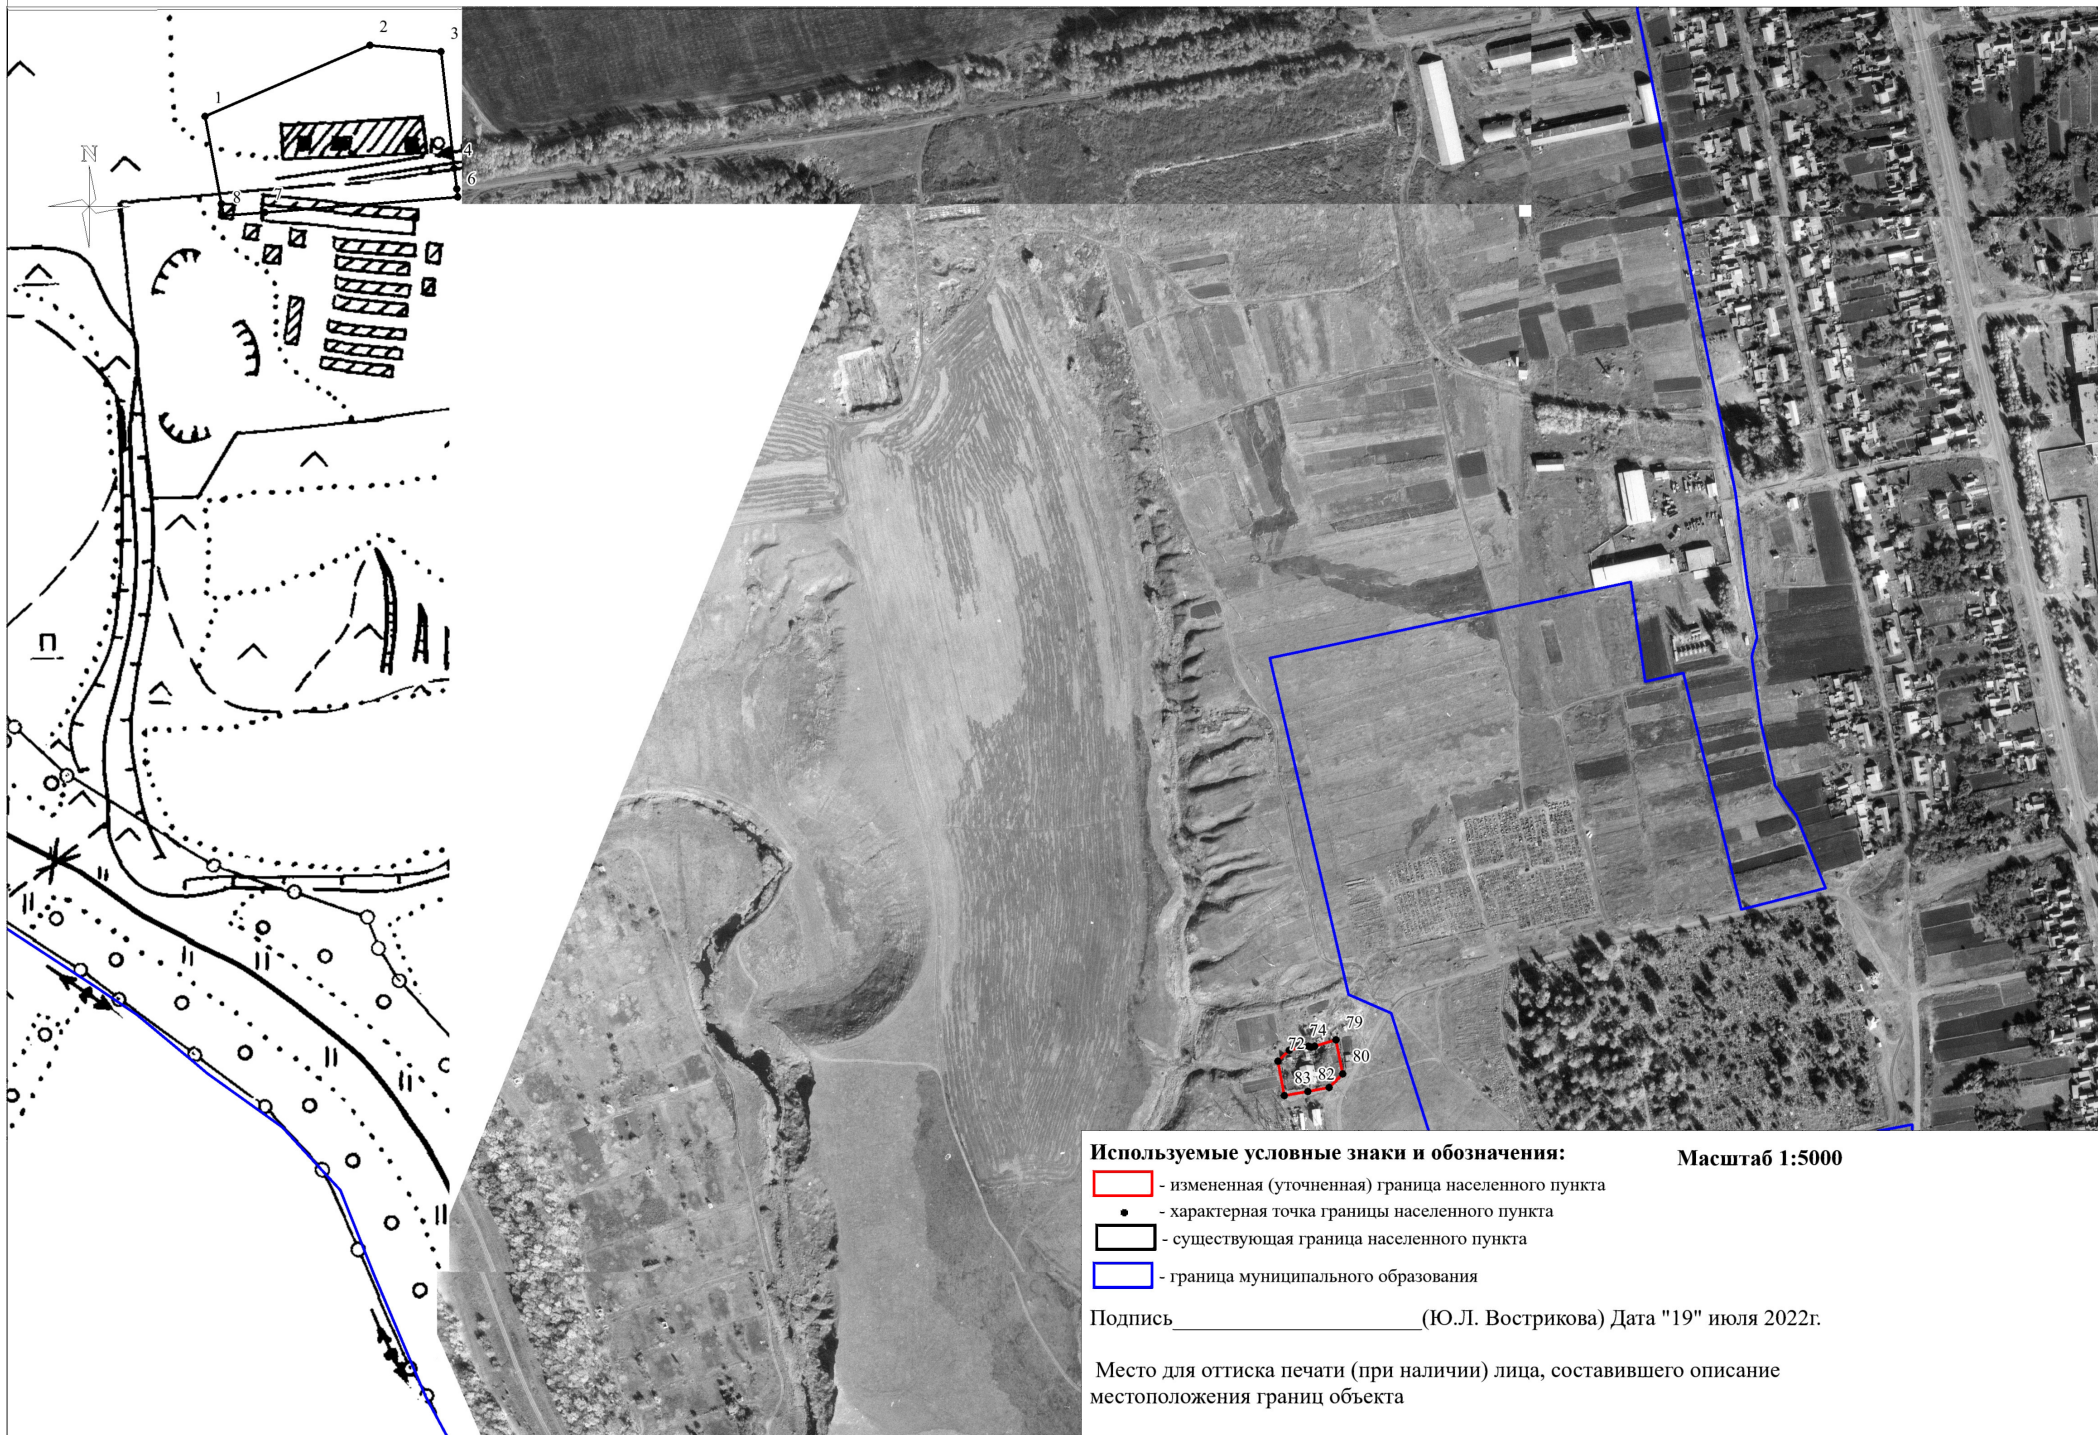 2
3
1
4
N
6
8
7
П
79
74
72
80
83
82
Используемые условные знаки и обозначения:
Масштаб 1:5000
- измененная (уточненная) граница населенного пункта
- характерная точка границы населенного пункта
- существующая граница населенного пункта
- граница муниципального образования
Подпись_______________________(Ю.Л. Вострикова) Дата "19" июля 2022г.
Место для оттиска печати (при наличии) лица, составившего описание
местоположения границ объекта